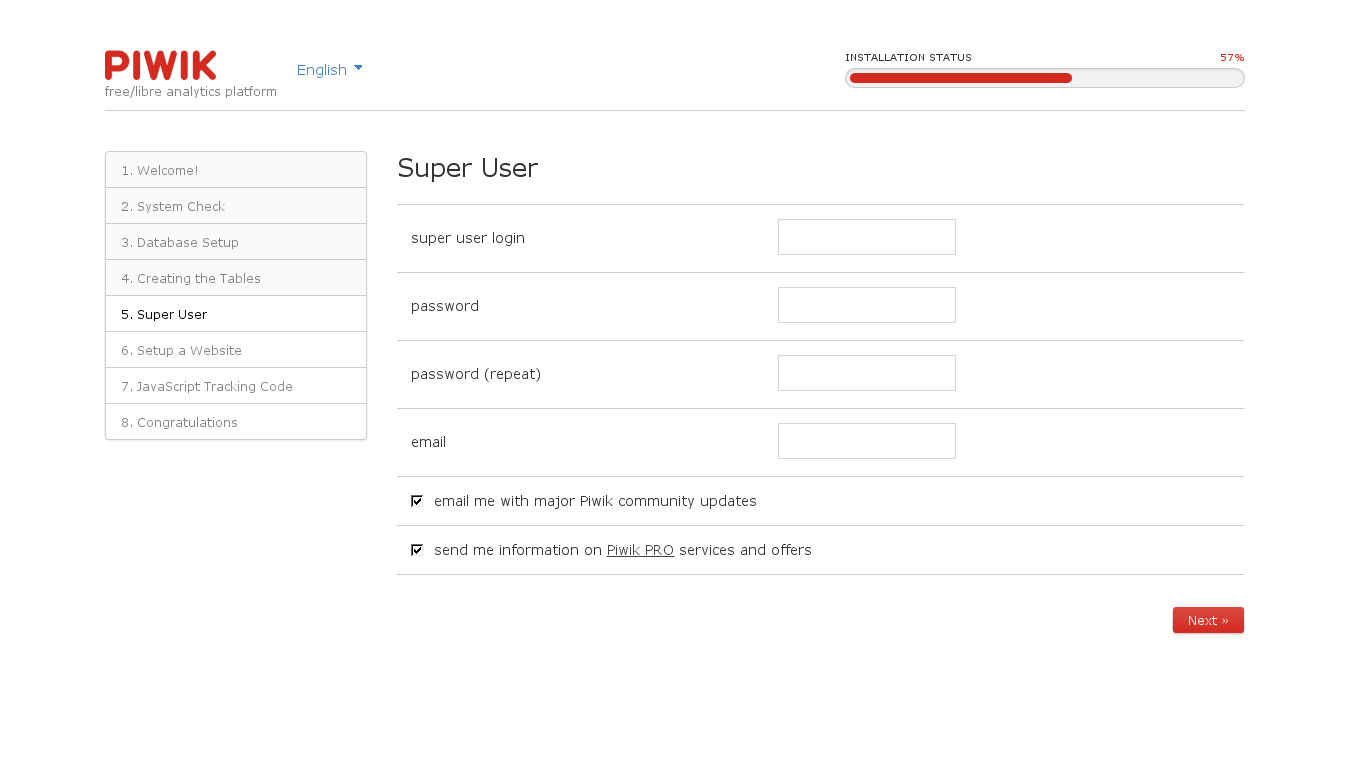 PIWIK
free/libre analytics platform
English
INSTALLATION STATUS 57%
1. Welcome!
2. System Check
3. Database Setup
4. Creating the Tables
5. Super User
6. Setup a Website
7. JavaScript Tracking Code
8. Congratulations
Super User
super user login
password
password (repeat)
email
email me with major Piwik community updates
send me information on Piwik PRO services and offers
Next »